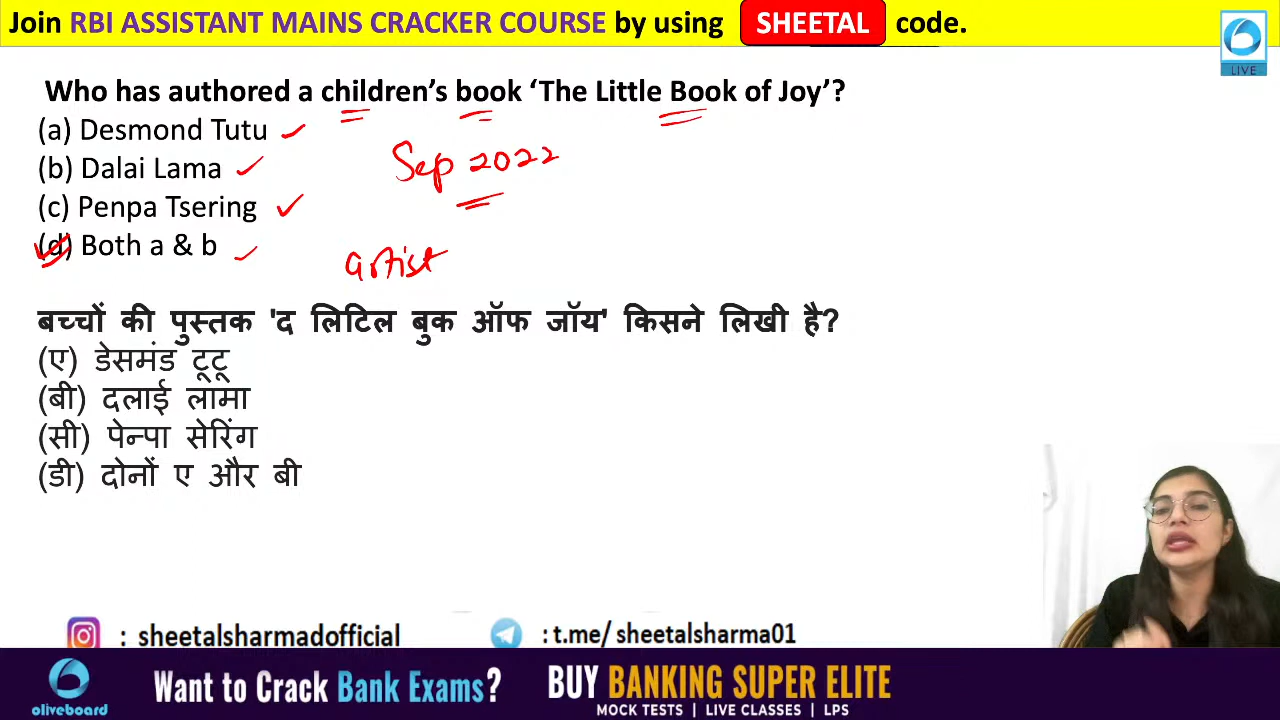 Join RBI ASSISTANT MAINS CRACKER COURSE by using SHEETAL code.
LIVE
Who has authored a children's book ‘The Little Book of Joy’?
(a) Desmond Tutu
(b) Dalai Lama
Sep 2022
(c) Penpa Tsering
(d) Both a & b
artist
बच्चों की पुस्तक 'द लिटिल बुक ऑफ जॉय' किसने लिखी है?
(ए) डेसमंड टूटू
(बी) दलाई लामा
(सी) पेन्पा सेरिंग
(डी) दोनों ए और बी
: sheetalsharmadofficial
: t.me/ sheetalsharma01
oliveboard
Want to Crack Bank Exams?
BUY BANKING SUPER ELITE
MOCK TESTS | LIVE CLASSES | LPS